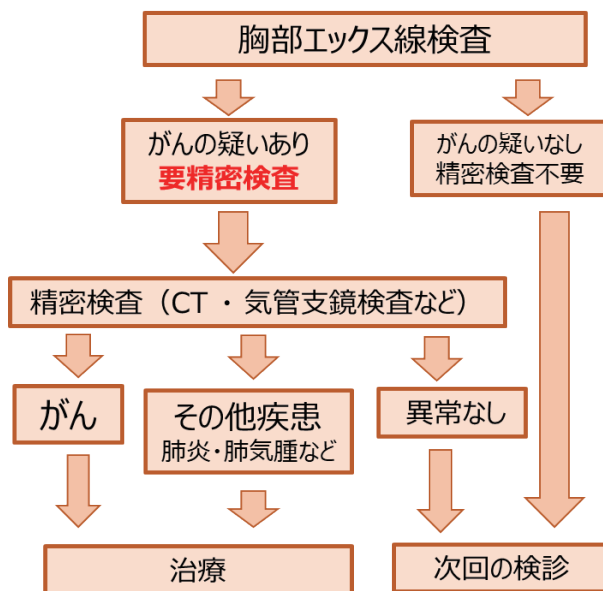 胸部エックス線検査
がんの疑いあり
要精密検査
がんの疑いなし
精密検査不要
精密検査（CT ・ 気管支鏡検査など）
がん
その他疾患
肺炎・肺気腫など
異常なし
治療
次回の検診